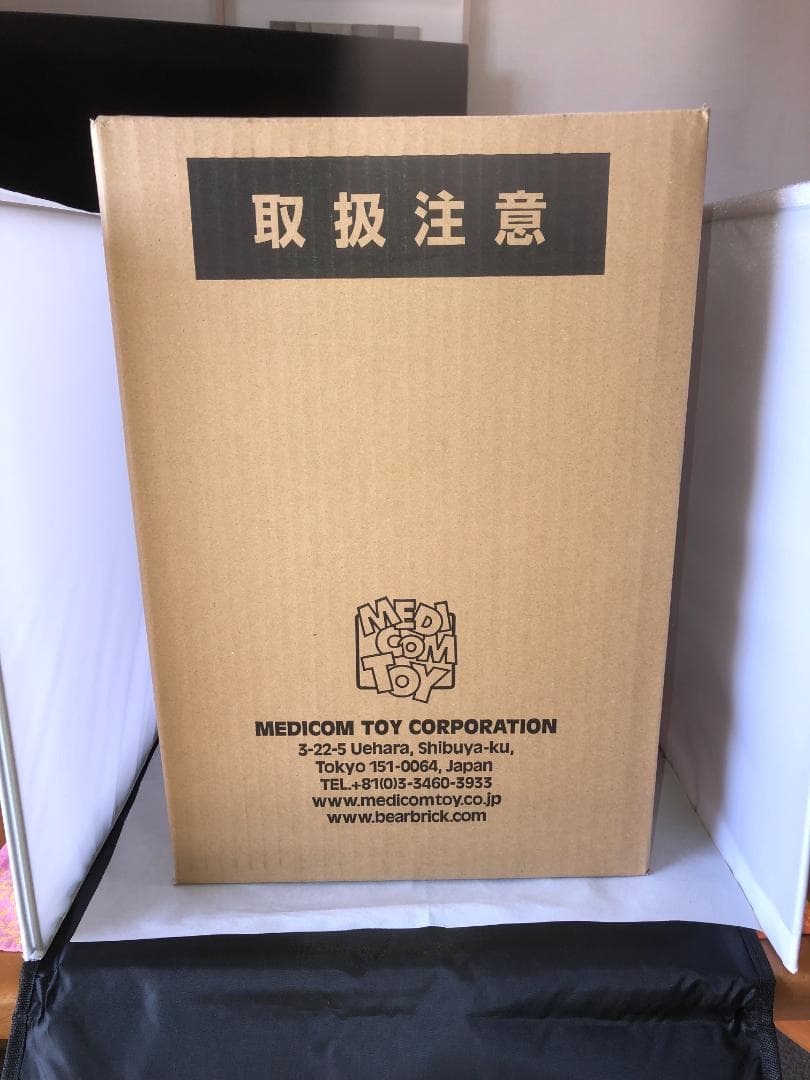 取扱注意
MEDI
COM
TOY
MEDICOM TOY CORPORATION
3-22-5 Uehara, Shibuya-ku,
Tokyo 151-0064, Japan
TEL.+81(0)3-3460-3933
www.medicomtoy.co.jp
www.bearbrick.com